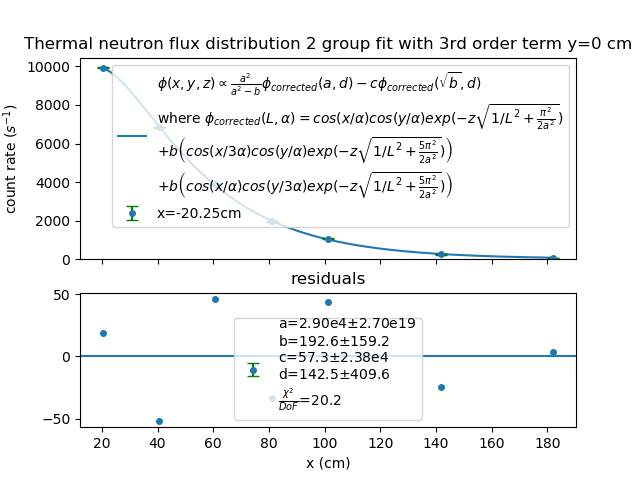 Thermal neutron flux distribution 2 group fit with 3rd order term y=0 cm
count rate (s⁻¹)
10000
8000
6000
4000
2000
0
ϕ(x, y, z) ∝ a²/(a²−b) ϕ_corrected(a, d) − cϕ_corrected(√b, d)
where ϕ_corrected(L, α) = cos(x/α)cos(y/α)exp(−z√(1/L² + π²/2a²))
+b(cos(x/3α)cos(y/α)exp(−z√(1/L² + 5π²/2a²)))
+b(cos(x/α)cos(y/3α)exp(−z√(1/L² + 5π²/2a²)))
x=-20.25cm
residuals
50
0
−50
a=2.90e4±2.70e19
b=192.6±159.2
c=57.3±2.38e4
d=142.5±409.6
χ²/DoF=20.2
20 40 60 80 100 120 140 160 180
x (cm)